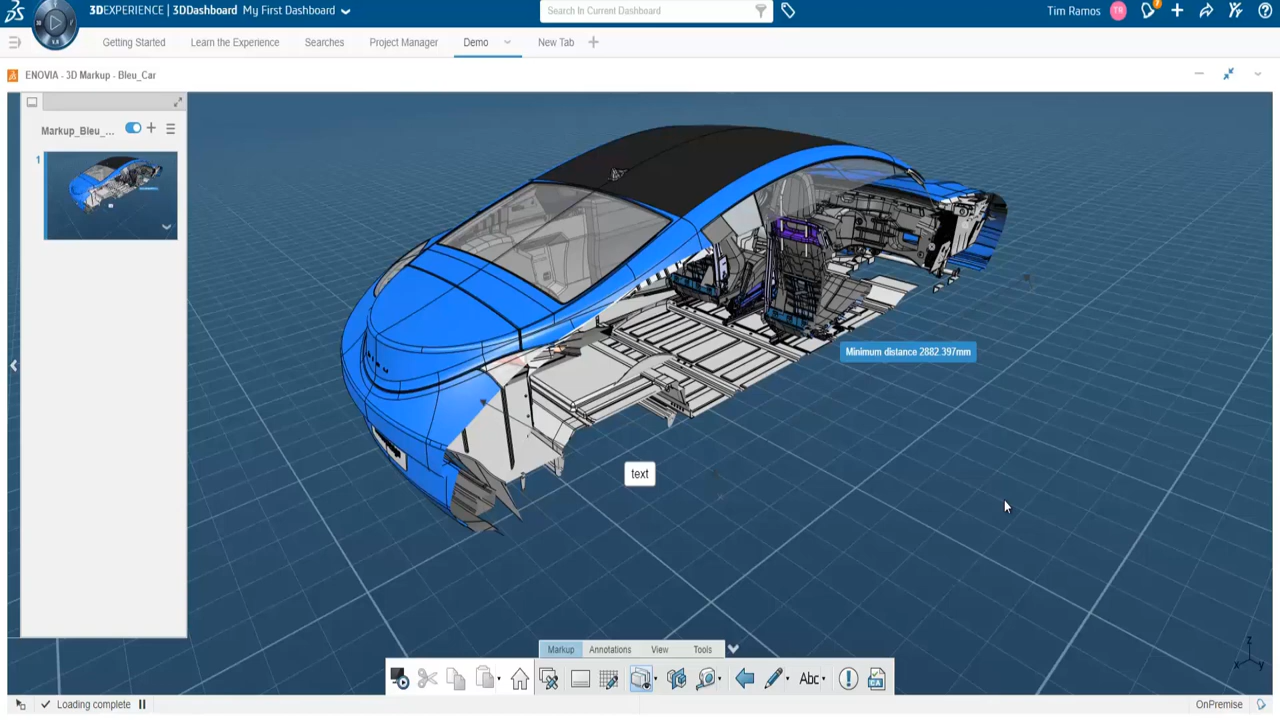 3DEXPERIENCE | 3DDashboard My First Dashboard
Search In Current Dashboard
Tim Ramos
TR
Getting Started
Learn the Experience
Searches
Project Manager
Demo
New Tab
ENOVIA - 3D Markup - Bleu_Car
Markup_Bleu_...
1
Minimum distance 2882.397mm
text
Markup
Annotations
View
Tools
Abc
CA
Z
X
Y
Loading complete
OnPremise